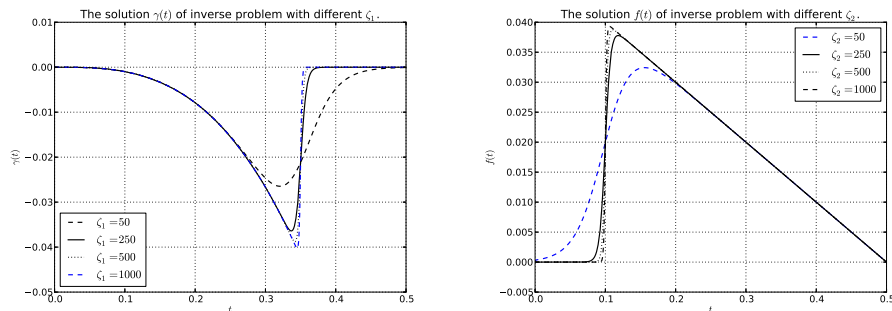 The solution γ(t) of inverse problem with different ζ₁.
0.01
0.00
−0.01
−0.02
−0.03
−0.04
−0.05
γ(t)
ζ₁ =50
ζ₁ =250
ζ₁ =500
ζ₁ =1000
0.0 0.1 0.2 0.3 0.4 0.5
t
The solution f(t) of inverse problem with different ζ₂.
0.040
0.035
0.030
0.025
0.020
0.015
0.010
0.005
0.000
−0.005
f(t)
ζ₂ =50
ζ₂ =250
ζ₂ =500
ζ₂ =1000
0.0 0.1 0.2 0.3 0.4 0.5
t